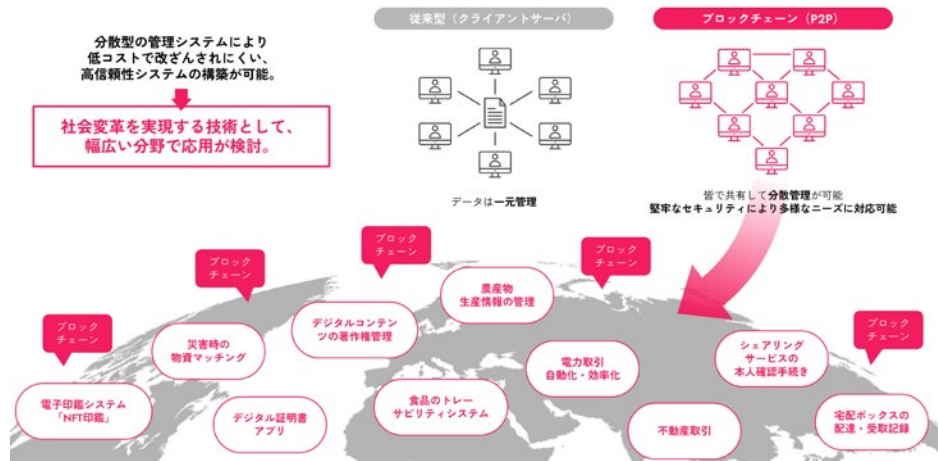 分散型の管理システムにより
低コストで改ざんされにくい、
高信頼性システムの構築が可能。
社会変革を実現する技術として、
幅広い分野で応用が検討。
従来型（クライアントサーバ）
データは一元管理
ブロックチェーン（P2P）
皆で共有して分散管理が可能
堅牢なセキュリティにより多様なニーズに対応可能
ブロック
チェーン
電子印鑑システム
「NFT印鑑」
災害時の
物資マッチング
ブロック
チェーン
デジタル証明書
アプリ
ブロック
チェーン
デジタルコンテン
ツの著作権管理
農産物
生産情報の管理
食品のトレー
サビリティシステム
ブロック
チェーン
電力取引
自動化・効率化
不動産取引
シェアリング
サービスの
本人確認手続き
ブロック
チェーン
宅配ボックスの
配達・受取記録